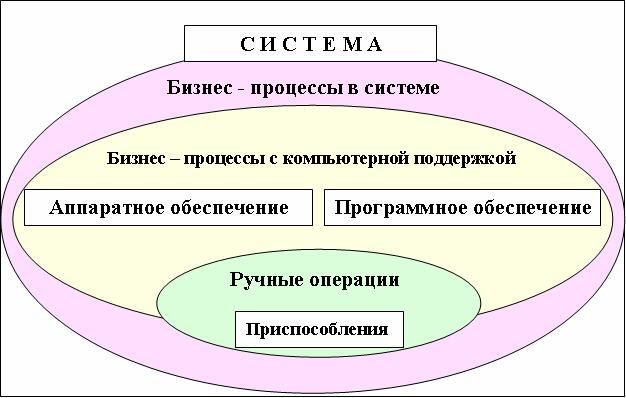 С И С Т Е М А
Бизнес - процессы в системе
Бизнес – процессы с компьютерной поддержкой
Аппаратное обеспечение
Программное обеспечение
Ручные операции
Приспособления